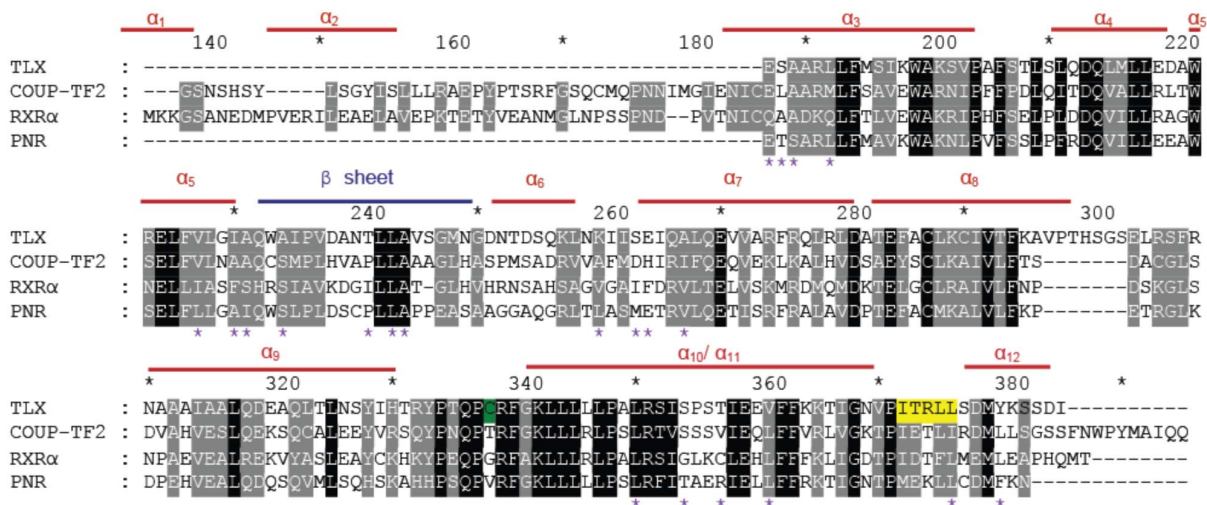 α1 α2 α3 α4 α5
140 * 160 * 180 * 200 * 220
TLX : ----------------------------------------------------ESAARLLFMSIKWAKSVPAFSTLSLQDQLMLLEDAW
COUP-TF2 : ----GSNSHSY-----LSGYISLLLRAEPYPTSRFGSQCMQPNNIMGIENICELAARMLFSAVEWARNIPFFPDLQITDQVALLRLTW
RXRα : MKKGSANEDMPVERILEAELAVEPKTETYVEANMGLNPSSPND--PVTNICQAADKQLFTLVEWAKRIPHFSELPLDDQVILLRAGW
PNR : ----------------------------------------------------ETSARLLFMAVKWAKNLPVFSSLPFRDQVILLEEAW
* * * *
α5 β sheet α6 α7 α8
* 240 * 260 * 280 * 300
TLX : RELFVLGIAQWAIPVDANTLLAVSGMNGDNTDSQKLNKIISEIQALQEVVARFRQLRLDATEFACLKCIVTFKAVPTHSGSELRSFR
COUP-TF2 : SELFVLNAAQCSMPLHVAPLLAAAGLHASPMSADRVVAFMDHIRIFQEQVEKLKALHVDSAEYSCLKAIVLFTS-----DACGLS
RXRα : NELLIASFSHRSIAVKDGILLAT-GLHVHRNSAHSAGVGAIFDRVLTELVSKMRDMQMDKTELGCLRAIVLFNP-----DSKGLS
PNR : SELFLLGAIQWSLPLDSCPLLAPPEASAAGGAQGRLTLASMETRVLQETISRFRALAVDPTEFACMKALVLFKP-----ETRGLK
* * * * * * * * * * *
α9 α10/ α11 α12
* 320 * 340 * 360 * 380 *
TLX : NAAAIAALQDEAQLTLNSYIHTRYPTQPCRFGKLLLLLPALRSISPSTIEEVFFKKTIGNVPITRLLSDMYKSSDI----------
COUP-TF2 : DVAHVESLQEKSQCALEEYVRSQYPNQPTRFGKLLLRLPSLRTVSSSVIEQLFFVRLVGKTPIETLIRDMLLSGSSFNWPYMAIQQ
RXRα : NPAEVEALREKVYASLEAYCKHKYPEQPGRFAKLLLRLPALRSIGLKCLEHLFFFKLIGDTPIDTFLMEMLEAPHQMT--------
PNR : DPEHVEALQDQSQVMLSQHSKAHHPSQPVRFGKLLLLLPSLRFITAERIELLFFRKTIGNTPMEKLLCDMFKN
* * * * * *